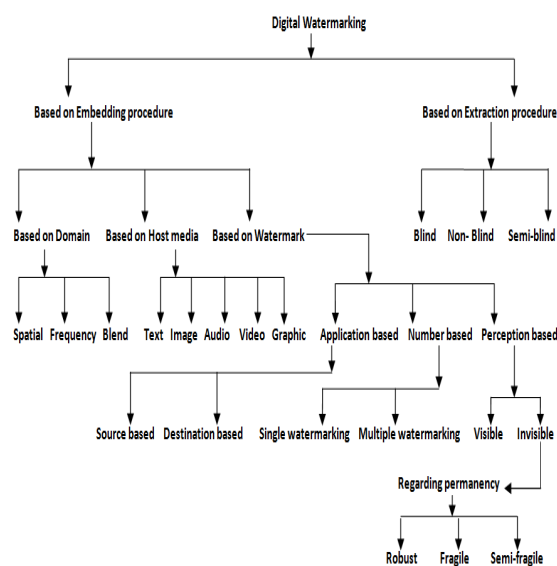 Digital Watermarking
Based on Embedding procedure
Based on Extraction procedure
Based on Domain
Based on Host media
Based on Watermark
Blind
Non- Blind
Semi-blind
Spatial
Frequency
Blend
Text
Image
Audio
Video
Graphic
Application based
Number based
Perception based
Source based
Destination based
Single watermarking
Multiple watermarking
Visible
Invisible
Regarding permanency
Robust
Fragile
Semi-fragile